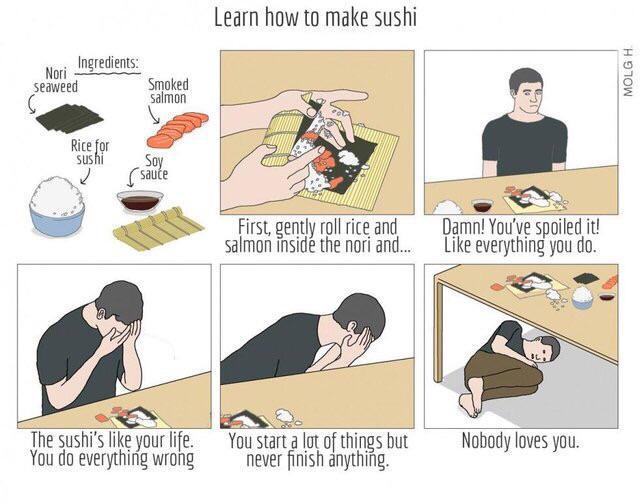 Learn how to make sushi
MOLG H.
Ingredients:
Nori
seaweed
Smoked
salmon
Rice for
sushi
Soy
sauce
First, gently roll rice and
salmon inside the nori and...
Damn! You've spoiled it!
Like everything you do.
The sushi's like your life.
You do everything wrong
You start a lot of things but
never finish anything.
Nobody loves you.